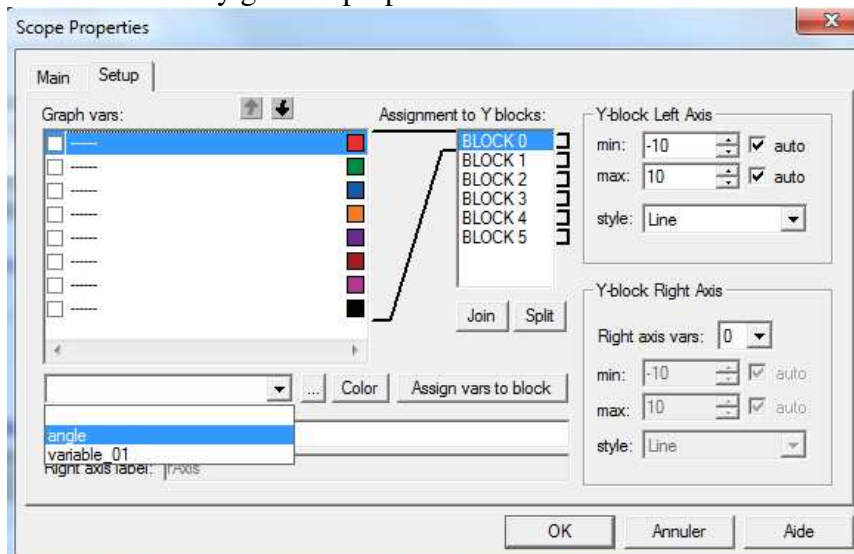 Scope Properties
Main Setup
Graph vars:
Assignment to Y blocks:
------
------
------
------
------
------
------
------
BLOCK 0
BLOCK 1
BLOCK 2
BLOCK 3
BLOCK 4
BLOCK 5
Join Split
... Color Assign vars to block
angle
variable_01
Right axis label: rAxis
Y-block Left Axis
min: -10 auto
max: 10 auto
style: Line
Y-block Right Axis
Right axis vars: 0
min: -10 auto
max: 10 auto
style: Line
OK Annuler Aide